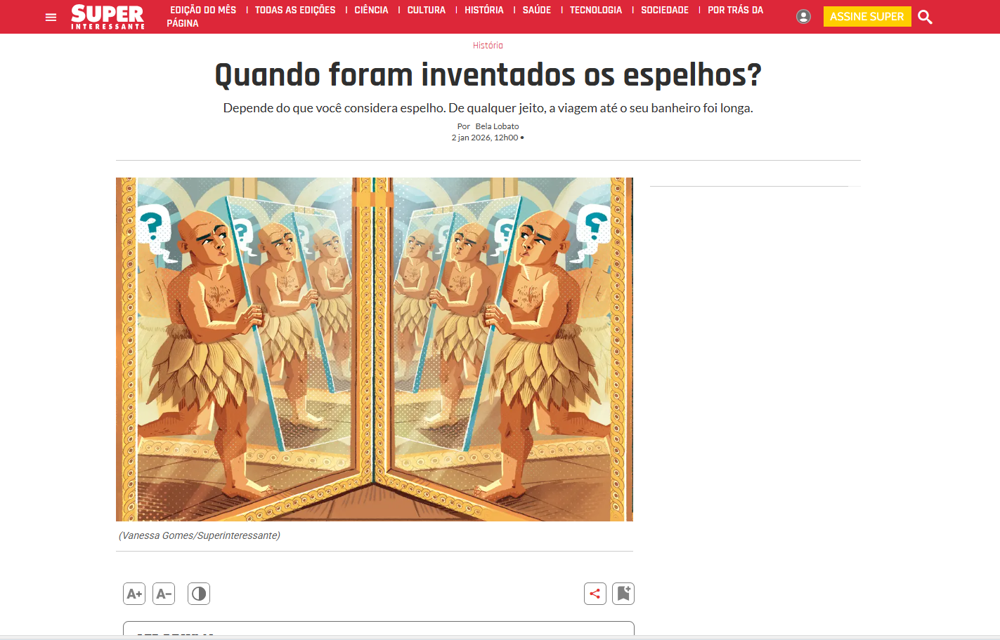 SUPER
INTERESSANTE
EDIÇÃO DO MÊS | TODAS AS EDIÇÕES | CIÊNCIA | CULTURA | HISTÓRIA | SAÚDE | TECNOLOGIA | SOCIEDADE | POR TRÁS DA
PÁGINA
ASSINE SUPER
História
Quando foram inventados os espelhos?
Depende do que você considera espelho. De qualquer jeito, a viagem até o seu banheiro foi longa.
Por Bela Lobato
2 jan 2026, 12h00 •
? ? ? ? ? ?
(Vanessa Gomes/Superinteressante)
A+ A-